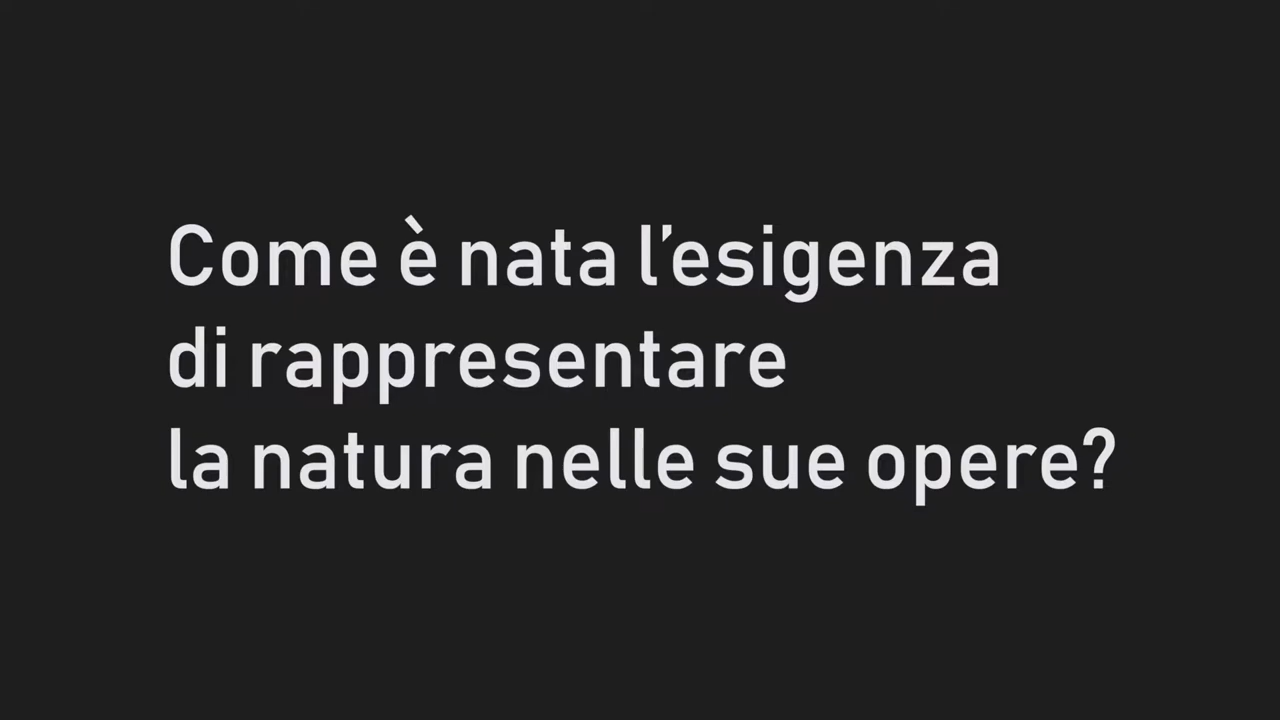 Come è nata l’esigenza
di rappresentare
la natura nelle sue opere?